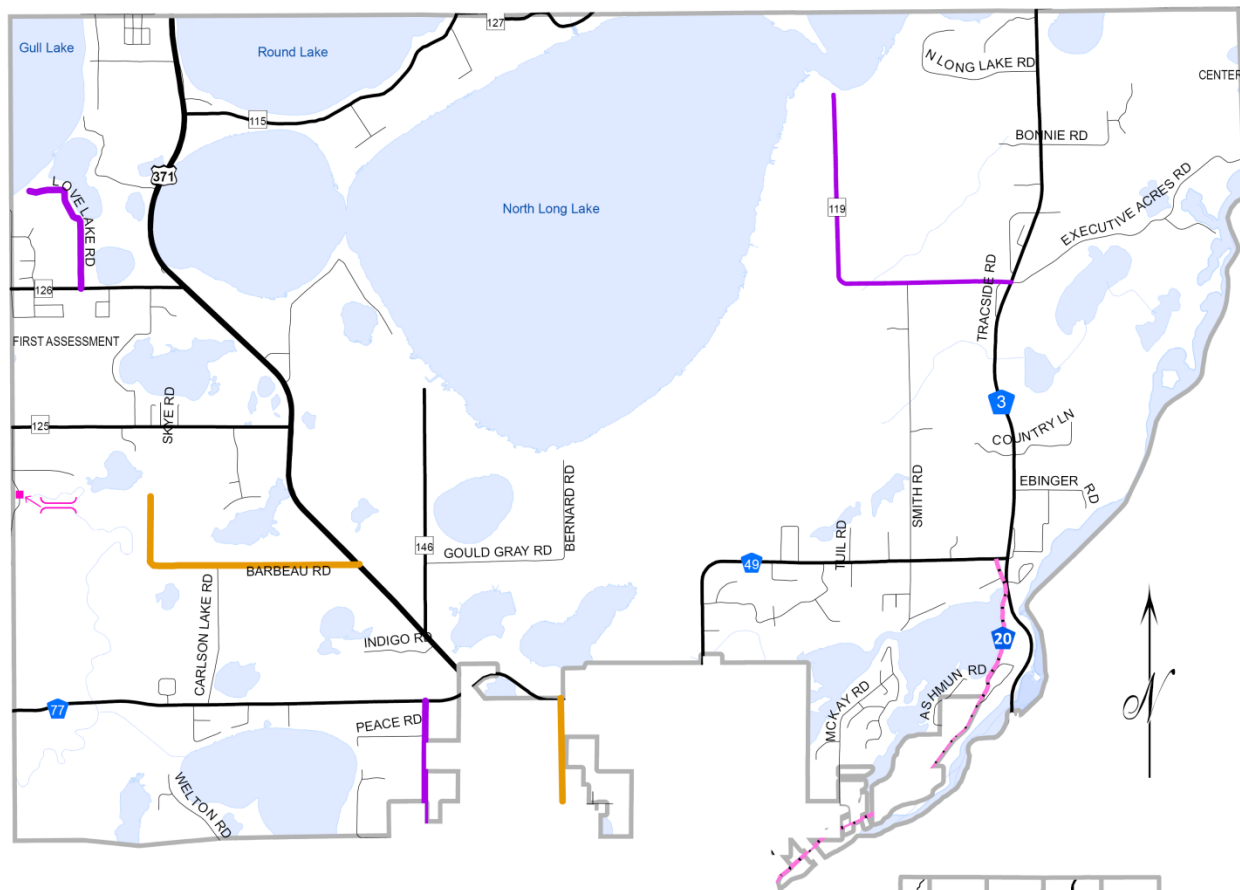 127
Gull Lake
Round Lake
N LONG LAKE RD
CENTER
115
BONNIE RD
371
LOVE LAKE RD
119
North Long Lake
EXECUTIVE ACRES RD
126
TRACSIDE RD
FIRST ASSESSMENT
3
SKYE RD
125
COUNTRY LN
EBINGER RD
BERNARD RD
SMITH RD
146
GOULD GRAY RD
TUIL RD
49
BARBEAU RD
CARLSON LAKE RD
INDIGO RD
20
MCKAY RD
ASHMUN RD
77
PEACE RD
N
WELTON RD